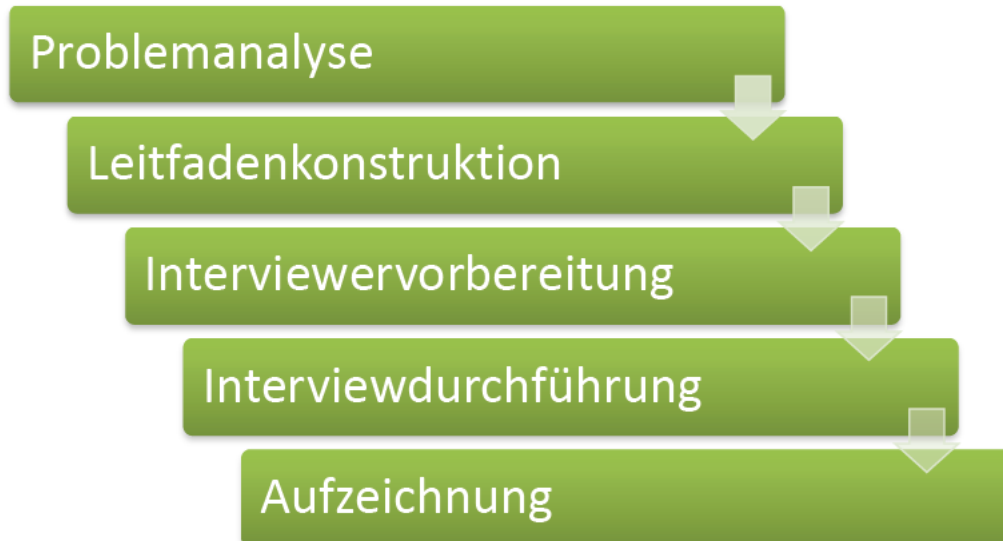 Problemanalyse
Leitfadenkonstruktion
Interviewervorbereitung
Interviewdurchführung
Aufzeichnung